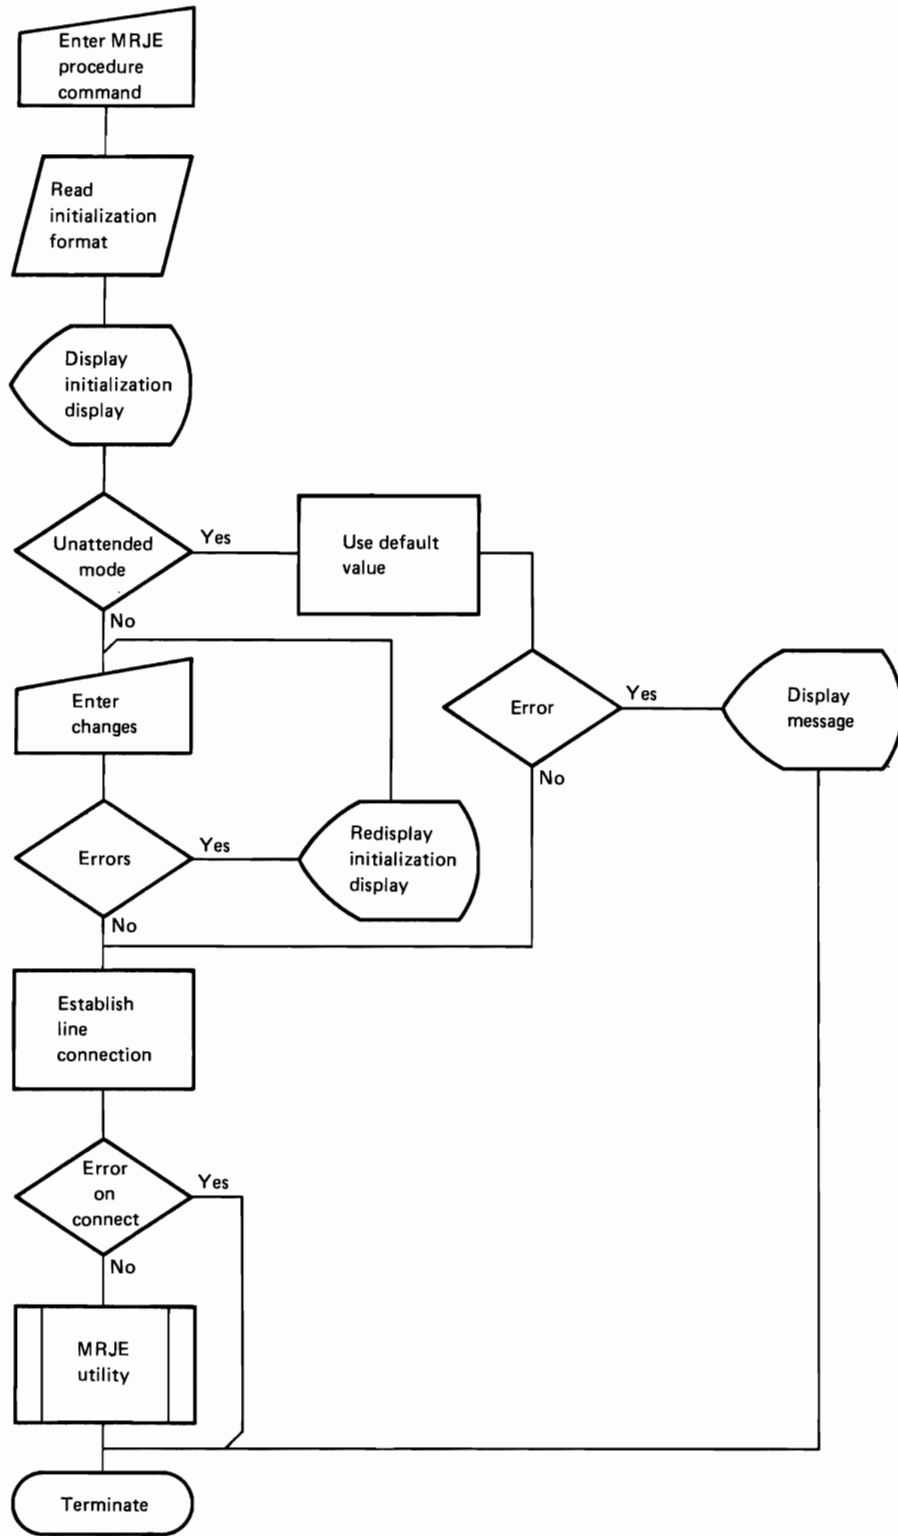 Enter MRJE
procedure
command
Read
initialization
format
Display
initialization
display
Unattended
mode
Yes
Use default
value
No
Enter
changes
Error
Yes
Display
message
No
Errors
Yes
Redisplay
initialization
display
No
Establish
line
connection
Error
on
connect
Yes
No
MRJE
utility
Terminate